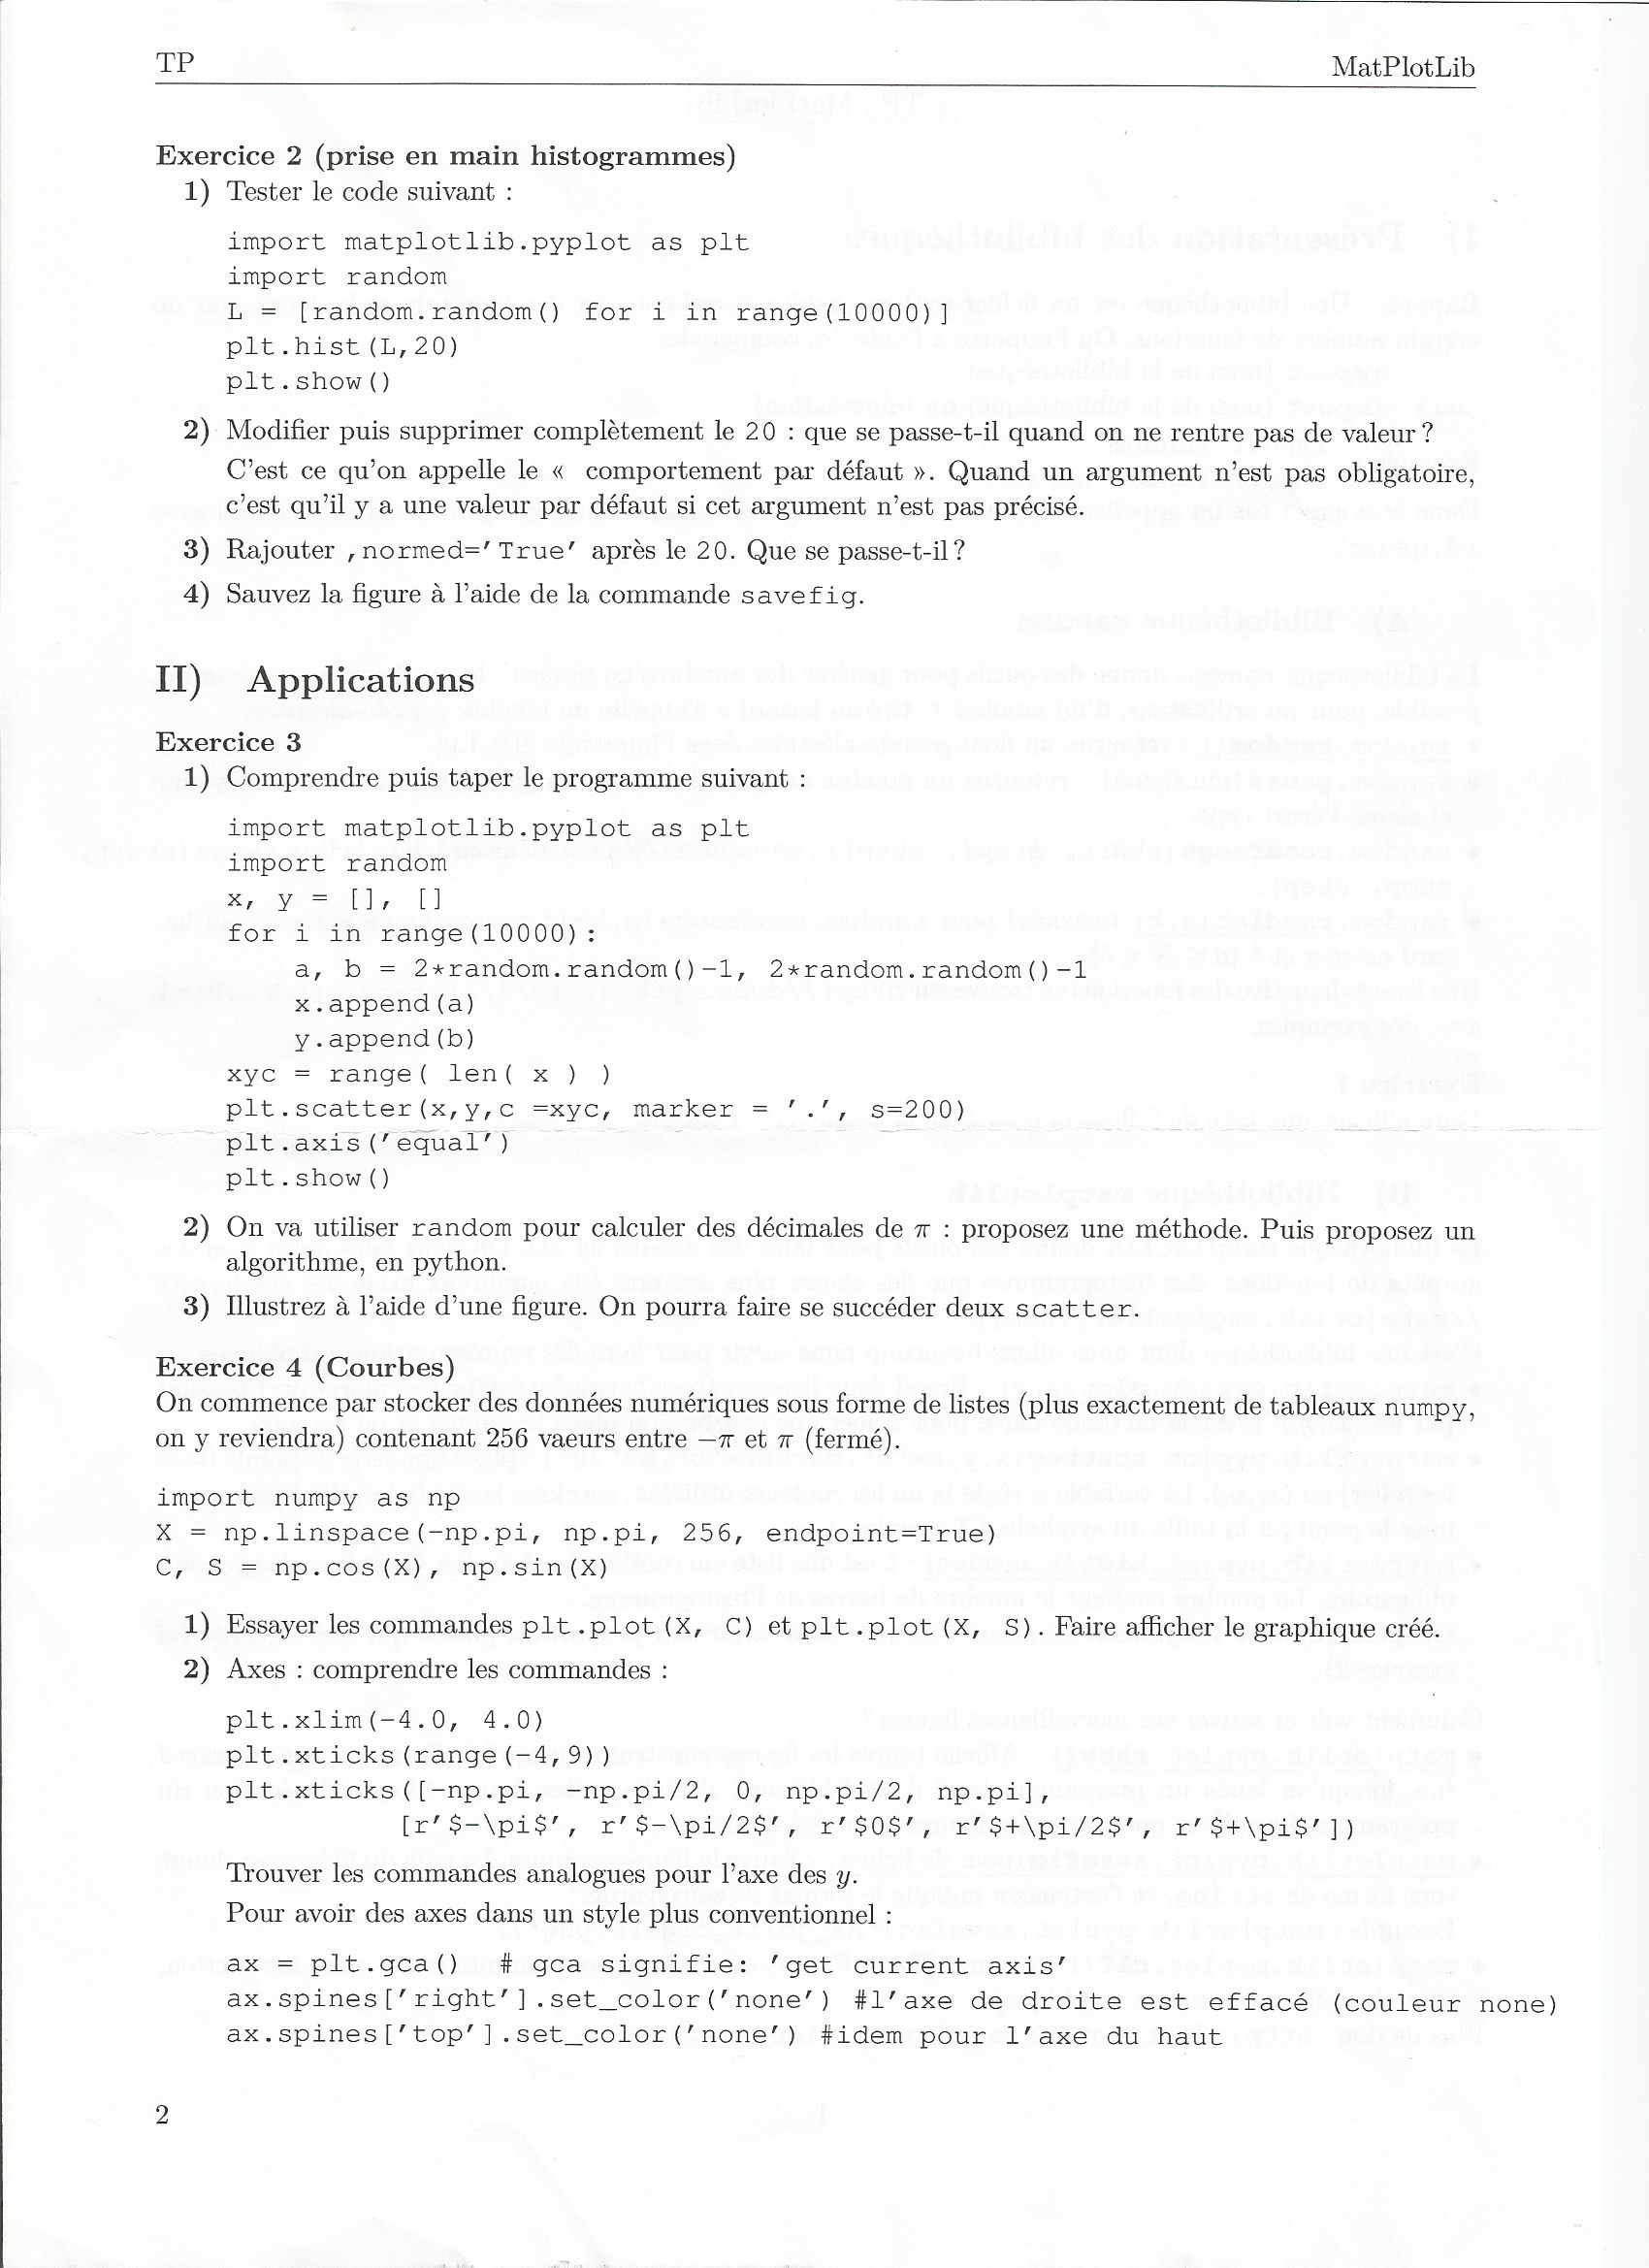 TP MatPlotLib
Exercice 2 (prise en main histogrammes)
1) Tester le code suivant :
import matplotlib.pyplot as plt
import random
L = [random.random() for i in range(10000)]
plt.hist(L,20)
plt.show()
2) Modifier puis supprimer complètement le 20 : que se passe-t-il quand on ne rentre pas de valeur ?
C'est ce qu'on appelle le « comportement par défaut ». Quand un argument n'est pas obligatoire,
c'est qu'il y a une valeur par défaut si cet argument n'est pas précisé.
3) Rajouter ,normed='True' après le 20. Que se passe-t-il ?
4) Sauvez la figure à l'aide de la commande savefig.
II) Applications
Exercice 3
1) Comprendre puis taper le programme suivant :
import matplotlib.pyplot as plt
import random
x, y = [], []
for i in range(10000):
a, b = 2*random.random()-1, 2*random.random()-1
x.append(a)
y.append(b)
xyc = range( len( x ) )
plt.scatter(x,y,c =xyc, marker = '.', s=200)
plt.axis('equal')
plt.show()
2) On va utiliser random pour calculer des décimales de π : proposez une méthode. Puis proposez un
algorithme, en python.
3) Illustrez à l'aide d'une figure. On pourra faire se succéder deux scatter.
Exercice 4 (Courbes)
On commence par stocker des données numériques sous forme de listes (plus exactement de tableaux numpy,
on y reviendra) contenant 256 vaeurs entre −π et π (fermé).
import numpy as np
X = np.linspace(-np.pi, np.pi, 256, endpoint=True)
C, S = np.cos(X), np.sin(X)
1) Essayer les commandes plt.plot(X, C) et plt.plot(X, S). Faire afficher le graphique créé.
2) Axes : comprendre les commandes :
plt.xlim(-4.0, 4.0)
plt.xticks(range(-4,9))
plt.xticks([-np.pi, -np.pi/2, 0, np.pi/2, np.pi],
[r'$-\pi$', r'$-\pi/2$', r'$0$', r'$+\pi/2$', r'$+\pi$'])
Trouver les commandes analogues pour l'axe des y.
Pour avoir des axes dans un style plus conventionnel :
ax = plt.gca() # gca signifie: 'get current axis'
ax.spines['right'].set_color('none') #l'axe de droite est effacé (couleur none)
ax.spines['top'].set_color('none') #idem pour l'axe du haut
2